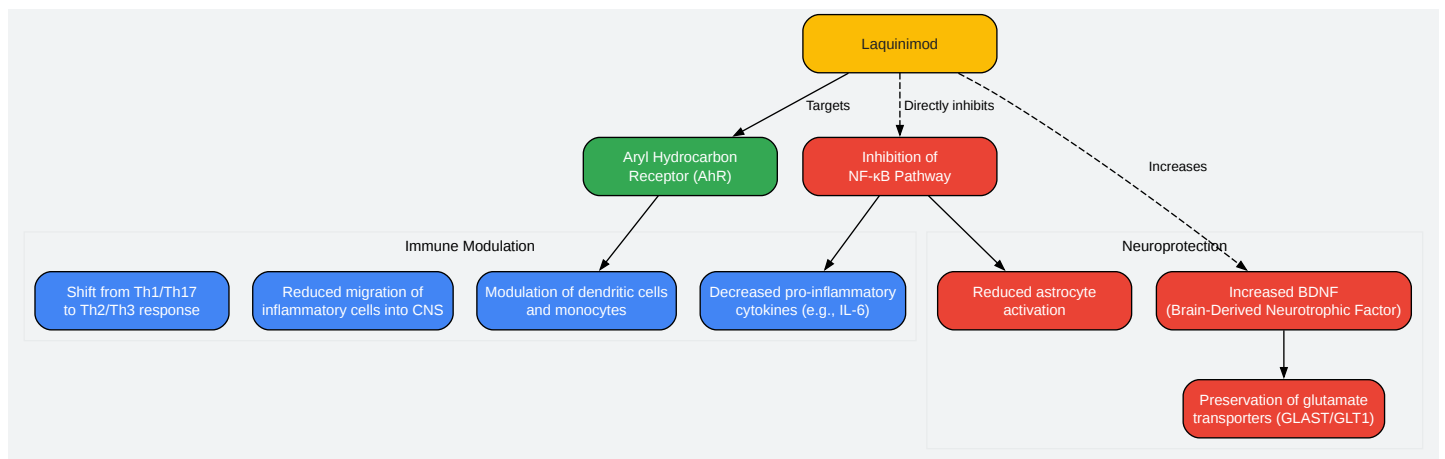 Laquinimod
Targets
Directly inhibits
Aryl Hydrocarbon
Receptor (AhR)
Inhibition of
NF-κB Pathway
Increases
Immune Modulation
Neuroprotection
Shift from Th1/Th17
to Th2/Th3 response
Reduced migration of
inflammatory cells into CNS
Modulation of dendritic cells
and monocytes
Decreased pro-inflammatory
cytokines (e.g., IL-6)
Reduced astrocyte
activation
Increased BDNF
(Brain-Derived Neurotrophic Factor)
Preservation of glutamate
transporters (GLAST/GLT1)